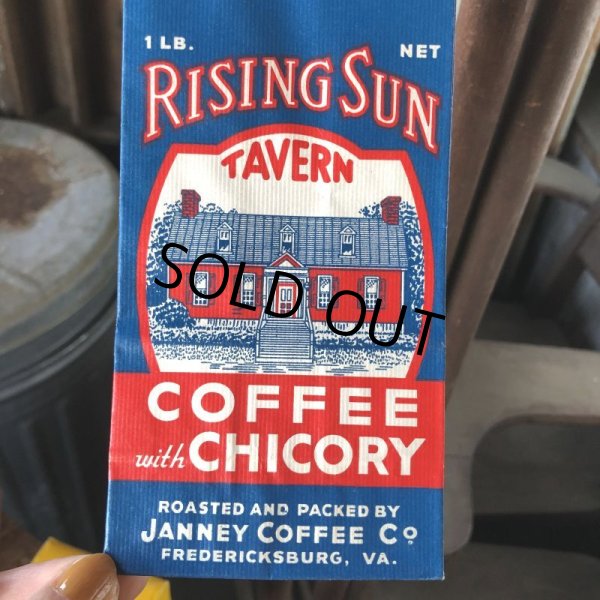 1 LB. NET
RISING SUN
TAVERN
SOLD OUT
COFFEE
with CHICORY
ROASTED AND PACKED BY
JANNEY COFFEE CO
FREDERICKSBURG, VA.